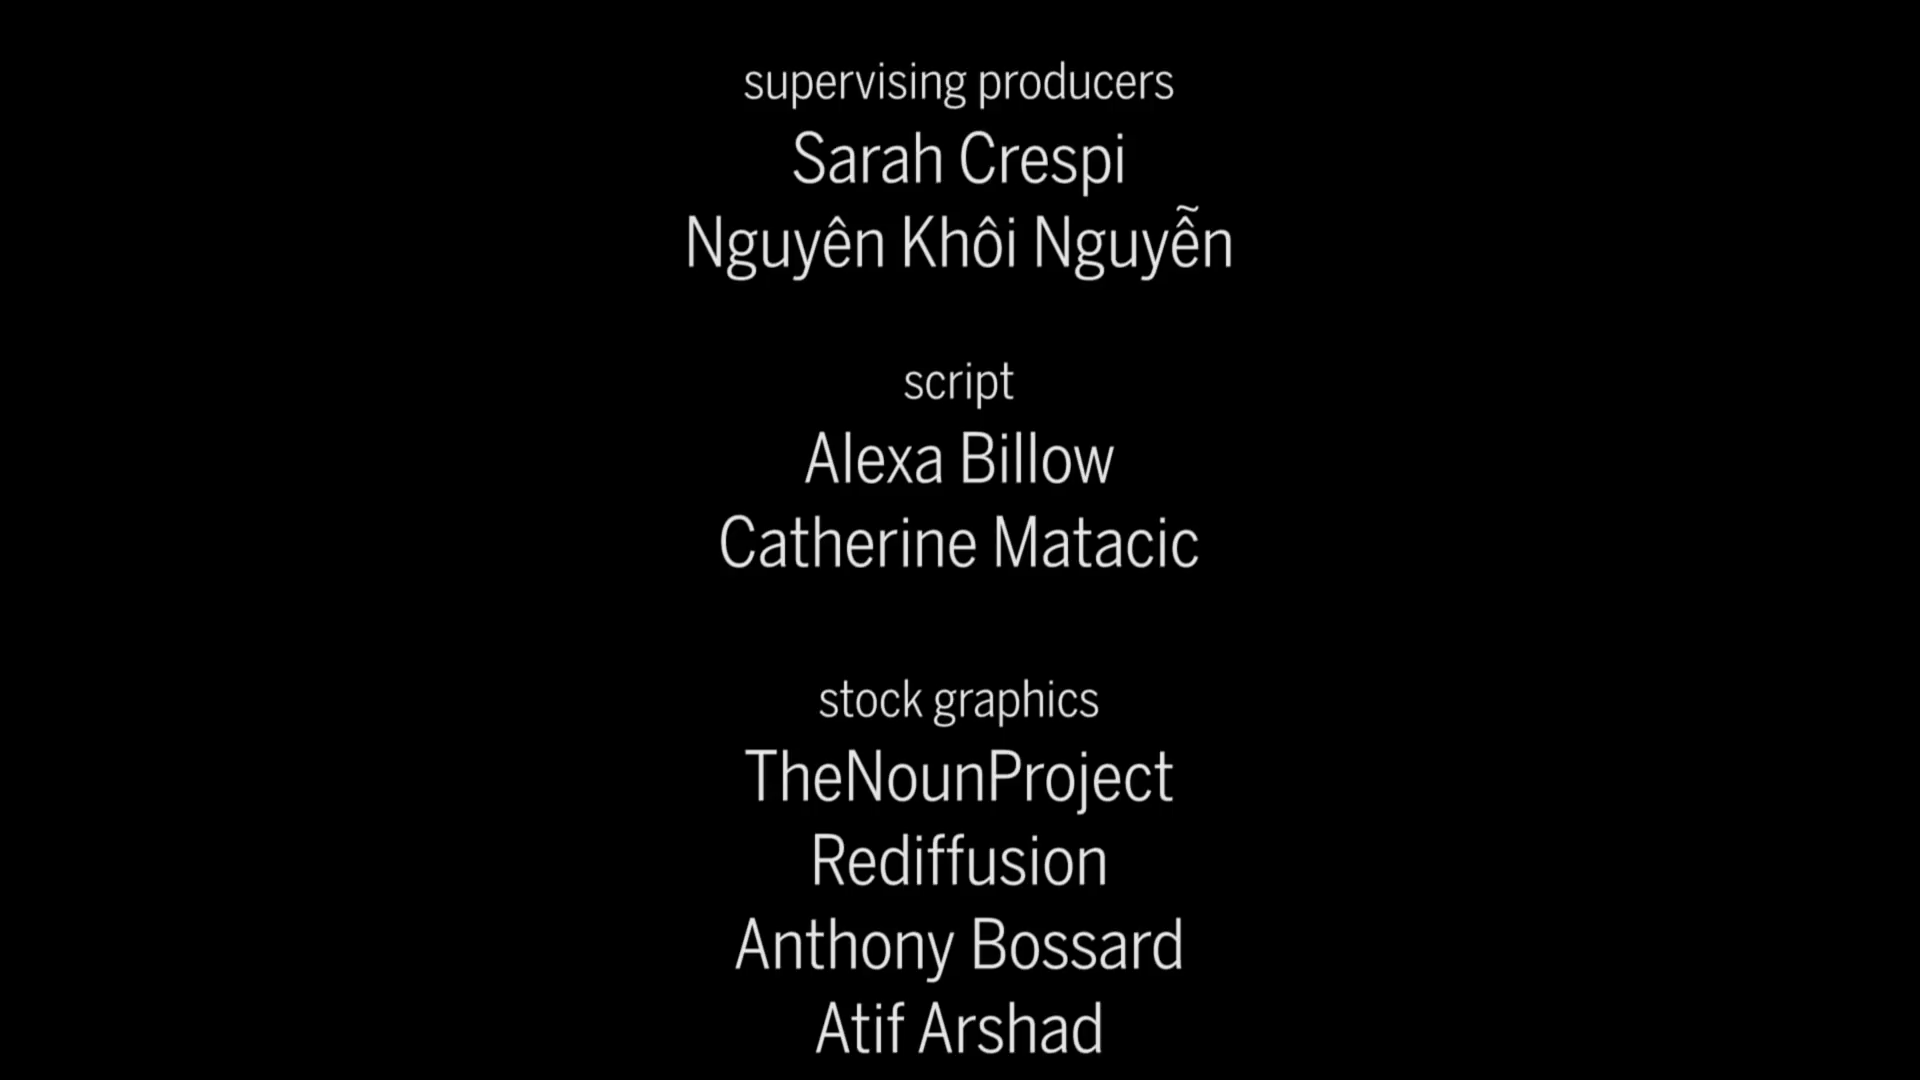 supervising producers
Sarah Crespi
Nguyên Khôi Nguyễn
script
Alexa Billow
Catherine Matacic
stock graphics
TheNounProject
Rediffusion
Anthony Bossard
Atif Arshad